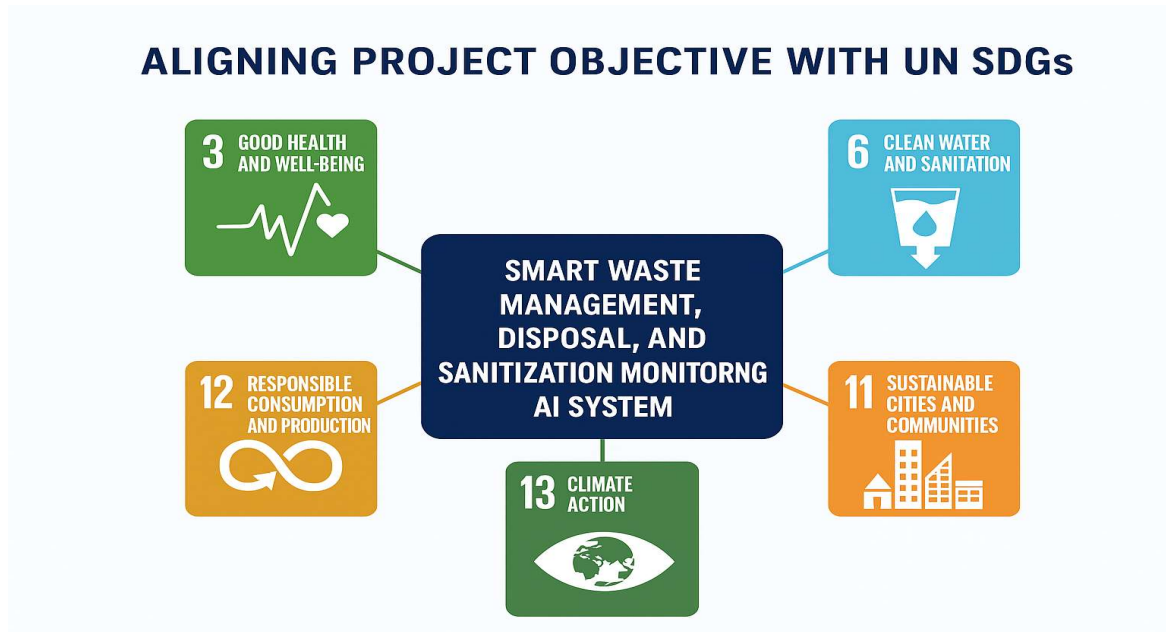 ALIGNING PROJECT OBJECTIVE WITH UN SDGs
3 GOOD HEALTH
AND WELL-BEING
6 CLEAN WATER
AND SANITATION
SMART WASTE
MANAGEMENT,
DISPOSAL, AND
SANITIZATION MONITORNG
AI SYSTEM
12 RESPONSIBLE
CONSUMPTION
AND PRODUCTION
11 SUSTAINABLE
CITIES AND
COMMUNITIES
13 CLIMATE
ACTION